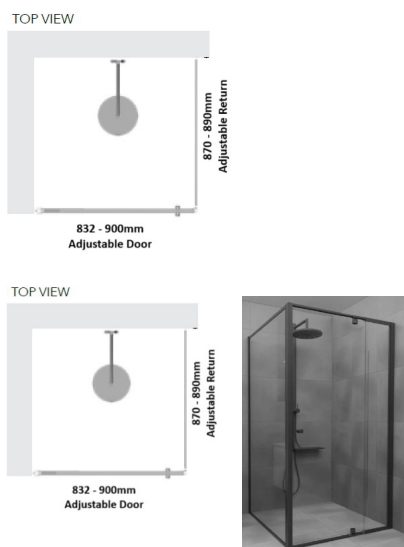 TOP VIEW
870 - 890mm
Adjustable Return
832 - 900mm
Adjustable Door
TOP VIEW
870 - 890mm
Adjustable Return
832 - 900mm
Adjustable Door